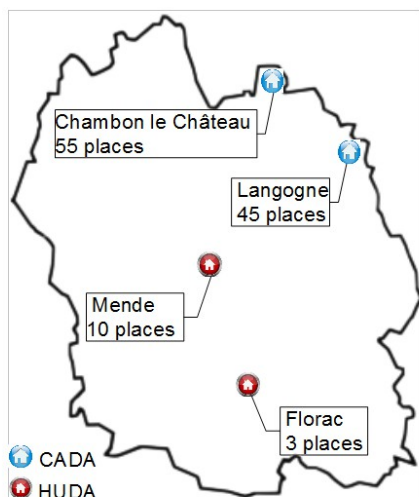 Chambon le Château
55 places
Langogne
45 places
Mende
10 places
Florac
3 places
CADA
HUDA